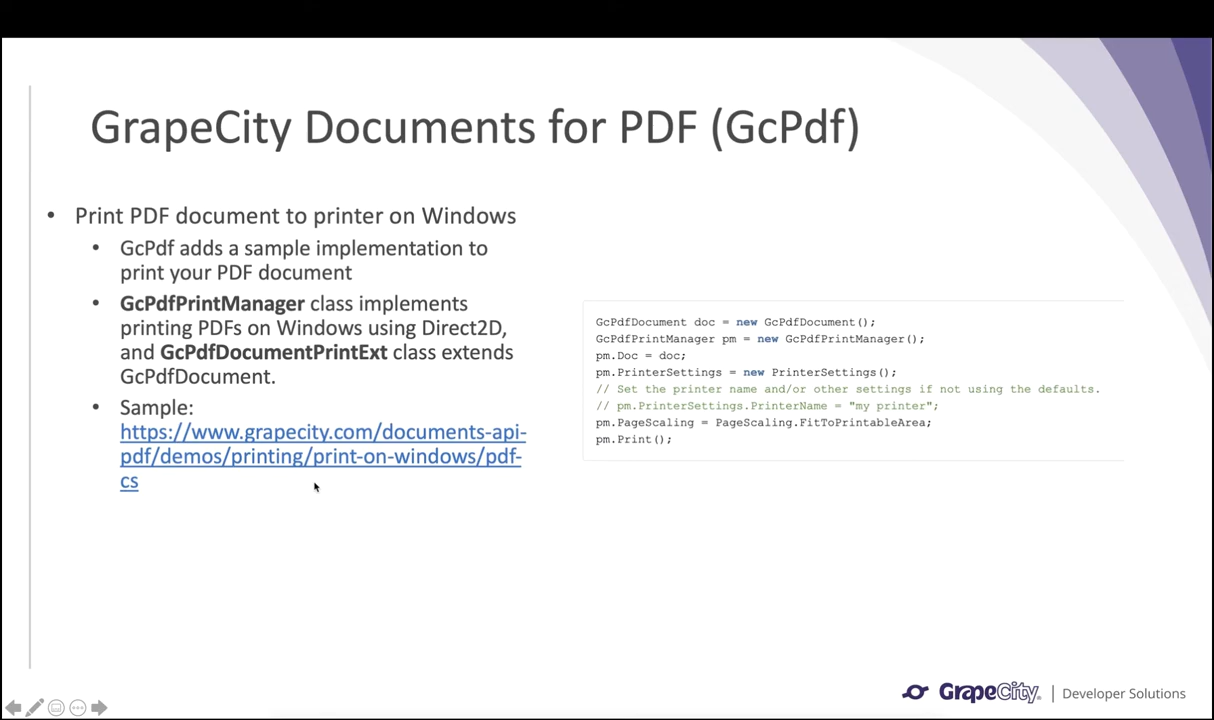 GrapeCity Documents for PDF (GcPdf)
• Print PDF document to printer on Windows
• GcPdf adds a sample implementation to
print your PDF document
• GcPdfPrintManager class implements
printing PDFs on Windows using Direct2D,
and GcPdfDocumentPrintExt class extends
GcPdfDocument.
• Sample:
https://www.grapecity.com/documents-api-
pdf/demos/printing/print-on-windows/pdf-
cs
GcPdfDocument doc = new GcPdfDocument();
GcPdfPrintManager pm = new GcPdfPrintManager();
pm.Doc = doc;
pm.PrinterSettings = new PrinterSettings();
// Set the printer name and/or other settings if not using the defaults.
// pm.PrinterSettings.PrinterName = "my printer";
pm.PageScaling = PageScaling.FitToPrintableArea;
pm.Print();
GrapeCity. | Developer Solutions